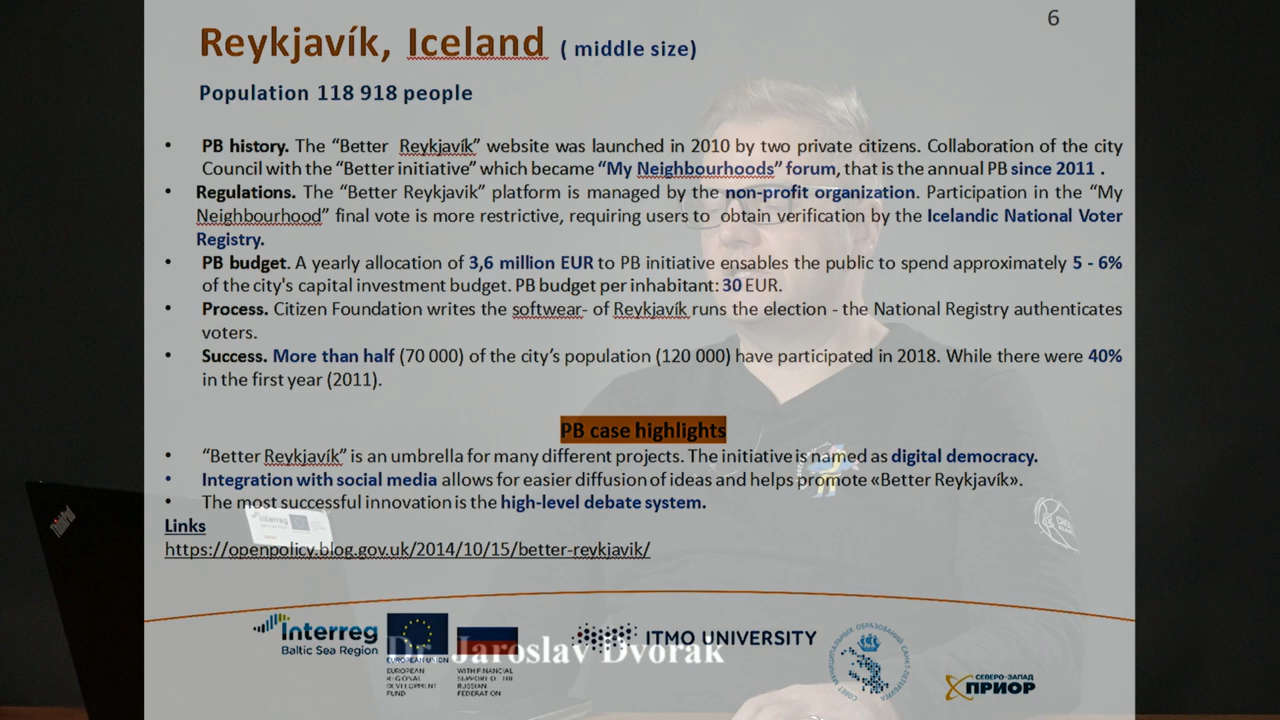 6
Reykjavík, Iceland ( middle size)
Population 118 918 people
• PB history. The “Better Reykjavík” website was launched in 2010 by two private citizens. Collaboration of the city
Council with the “Better initiative” which became “My Neighbourhoods” forum, that is the annual PB since 2011 .
• Regulations. The “Better Reykjavik” platform is managed by the non-profit organization. Participation in the “My
Neighbourhood” final vote is more restrictive, requiring users to obtain verification by the Icelandic National Voter
Registry.
• PB budget. A yearly allocation of 3,6 million EUR to PB initiative enables the public to spend approximately 5 - 6%
of the city's capital investment budget. PB budget per inhabitant: 30 EUR.
• Process. Citizen Foundation writes the softwear- of Reykjavík runs the election - the National Registry authenticates
voters.
• Success. More than half (70 000) of the city’s population (120 000) have participated in 2018. While there were 40%
in the first year (2011).
PB case highlights
• “Better Reykjavík” is an umbrella for many different projects. The initiative is named as digital democracy.
• Integration with social media allows for easier diffusion of ideas and helps promote «Better Reykjavík».
• The most successful innovation is the high-level debate system.
Links
https://openpolicy.blog.gov.uk/2014/10/15/better-reykjavik/
ThinkPad
Interreg
Interreg
Baltic Sea Region
EUROPEAN UNION
EUROPEAN
REGIONAL
DEVELOPMENT
FUND
WITH FINANCIAL
SUPPORT OF THE
RUSSIAN
FEDERATION
ITMO UNIVERSITY
Dr. Jaroslav Dvorak
СОВЕТ МУНИЦИПАЛЬНЫХ ОБРАЗОВАНИЙ САНКТ-ПЕТЕРБУРГА
СЕВЕРО-ЗАПАД
ПРИОР